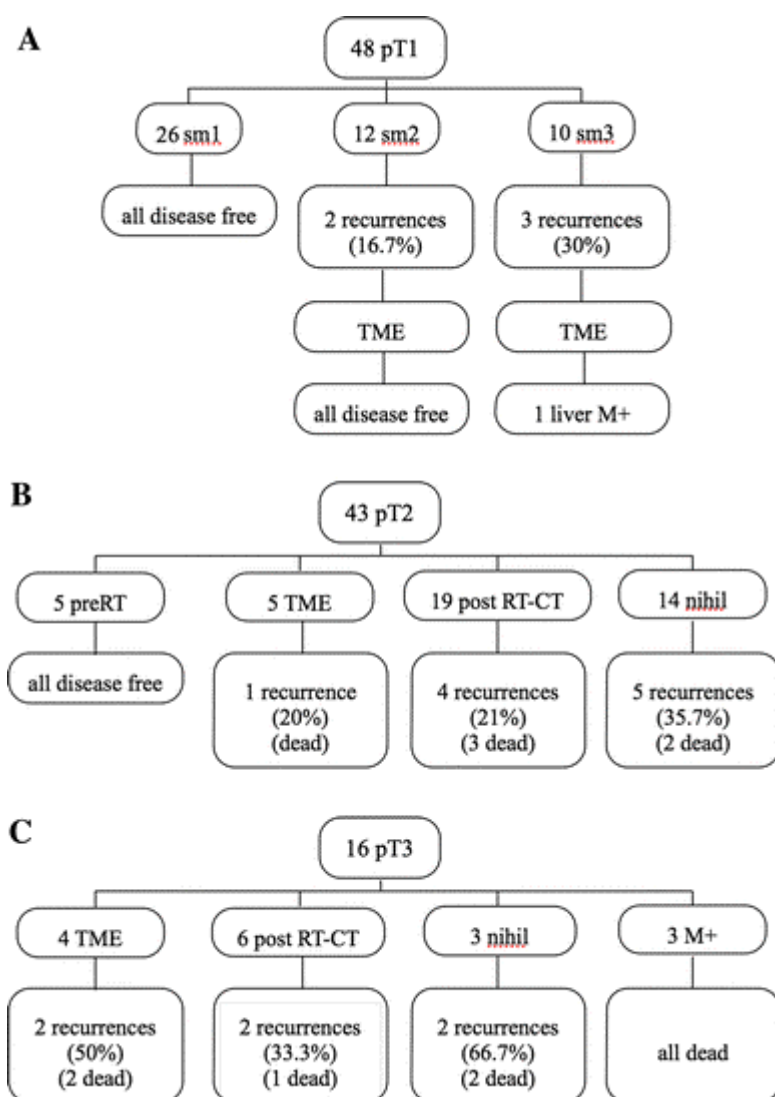 A
48 pT1
26 sm1
12 sm2
10 sm3
all disease free
2 recurrences
(16.7%)
3 recurrences
(30%)
TME
TME
all disease free
1 liver M+
B
43 pT2
5 preRT
5 TME
19 post RT-CT
14 nihil
all disease free
1 recurrence
(20%)
(dead)
4 recurrences
(21%)
(3 dead)
5 recurrences
(35.7%)
(2 dead)
C
16 pT3
4 TME
6 post RT-CT
3 nihil
3 M+
2 recurrences
(50%)
(2 dead)
2 recurrences
(33.3%)
(1 dead)
2 recurrences
(66.7%)
(2 dead)
all dead